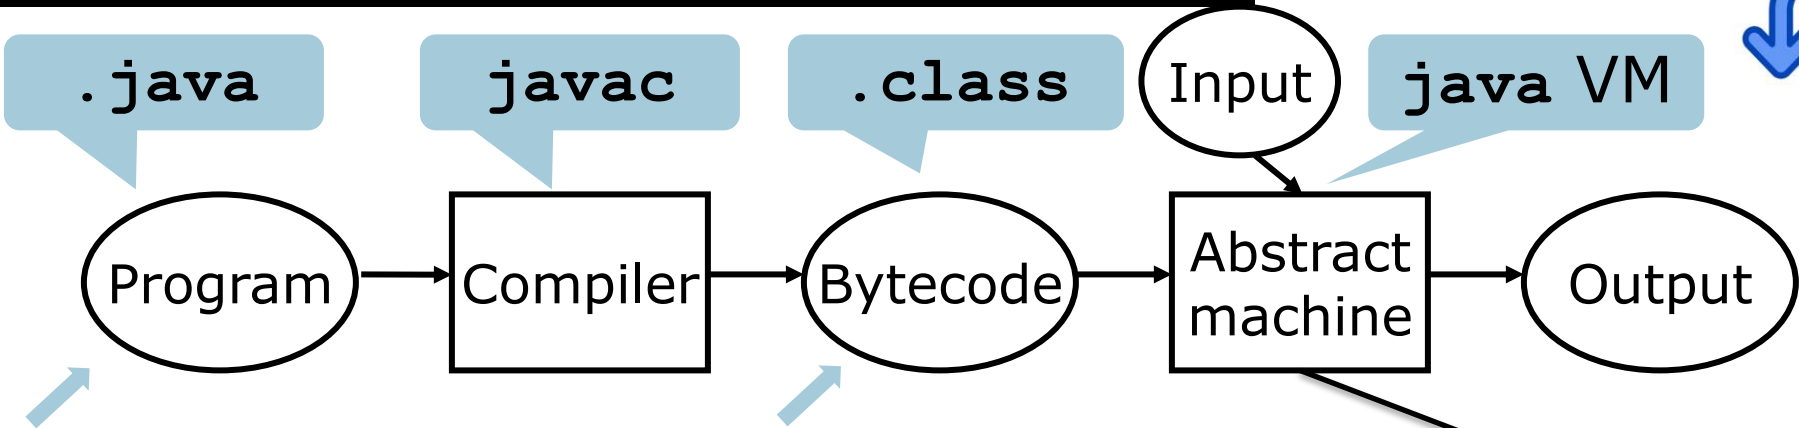 .java
javac
.class
Input
java VM
Program
Compiler
Bytecode
Abstract
machine
Output